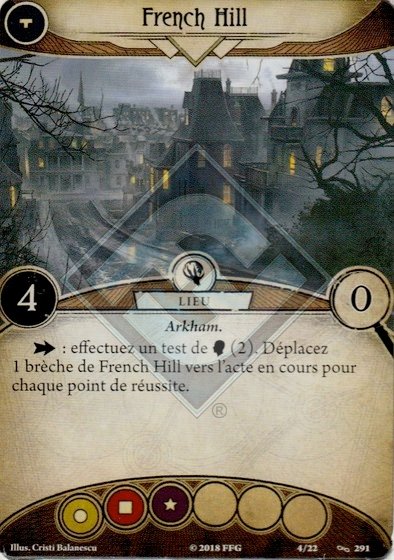 French Hill
4
LIEU
0
Arkham.
: effectuez un test de (2). Déplacez
1 brèche de French Hill vers l'acte en cours pour
chaque point de réussite.
®
Illus. Cristi Balanescu
© 2018 FFG
4/22
291